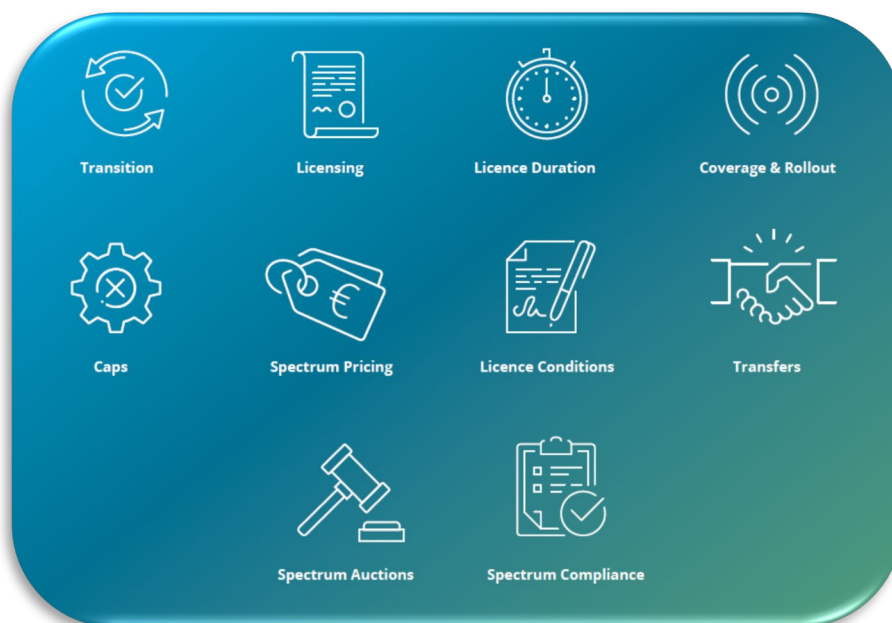 Transition
Licensing
Licence Duration
Coverage & Rollout
Caps
Spectrum Pricing
Licence Conditions
Transfers
Spectrum Auctions
Spectrum Compliance